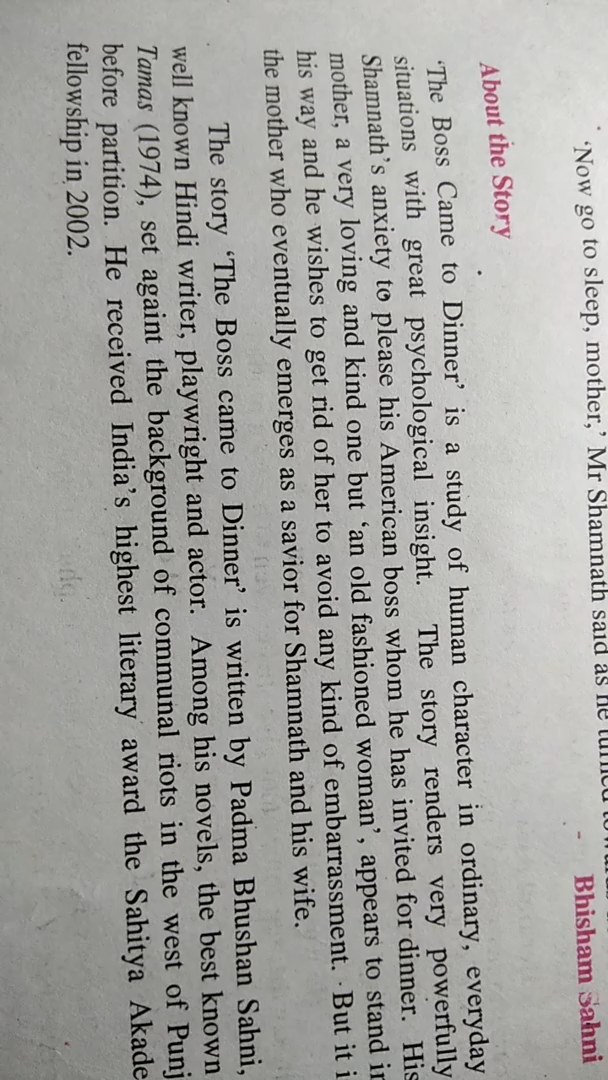 'Now go to sleep, mother,' Mr Shamnath said as he turned
- Bhisham Sahni
About the Story
'The Boss Came to Dinner' is a study of human character in ordinary, everyday
situations with great psychological insight. The story renders very powerfully
Shamnath's anxiety to please his American boss whom he has invited for dinner. His
mother, a very loving and kind one but 'an old fashioned woman', appears to stand in
his way and he wishes to get rid of her to avoid any kind of embarrassment. But it i
the mother who eventually emerges as a savior for Shamnath and his wife.
The story 'The Boss came to Dinner' is written by Padma Bhushan Sahni,
well known Hindi writer, playwright and actor. Among his novels, the best known
Tamas (1974), set againt the background of communal riots in the west of Punj
before partition. He received India's highest literary award the Sahitya Akade
fellowship in 2002.